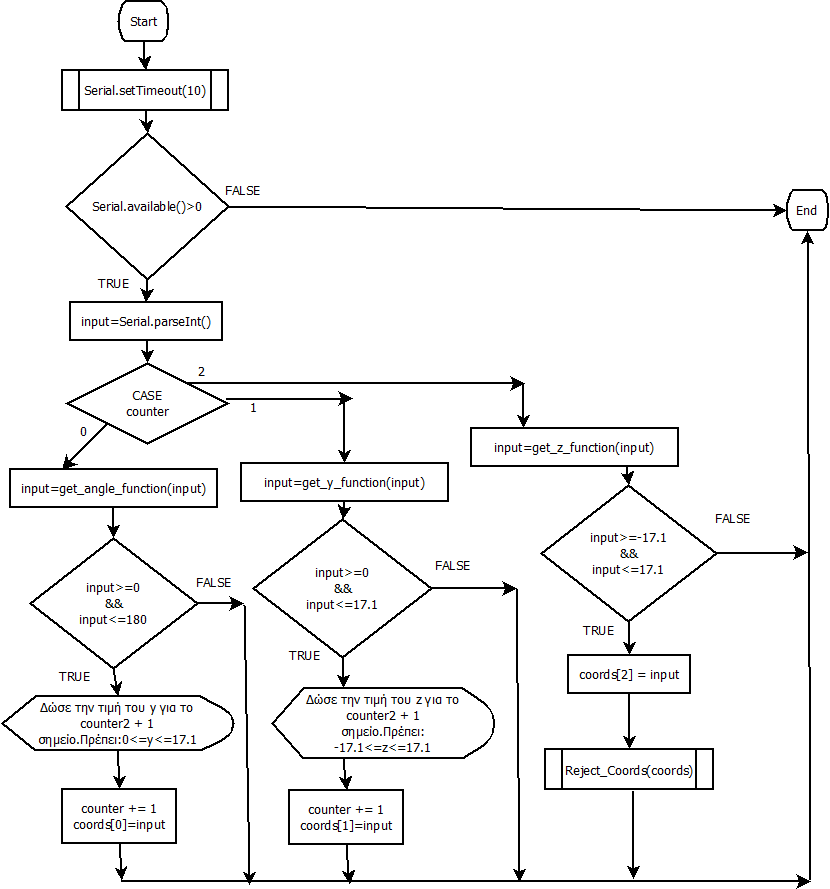 Start
Serial.setTimeout(10)
Serial.available()>0
FALSE
End
TRUE
input=Serial.parseInt()
CASE
counter
2
1
0
input=get_angle_function(input)
input>=0
&&
input<=180
FALSE
TRUE
Δώσε την τιμή του y για το
counter2 + 1
σημείο.Πρέπει:0<=y<=17.1
counter += 1
coords[0]=input
input=get_y_function(input)
input>=0
&&
input<=17.1
FALSE
TRUE
Δώσε την τιμή του z για το
counter2 + 1
σημείο.Πρέπει:
-17.1<=z<=17.1
counter += 1
coords[1]=input
input=get_z_function(input)
input>=-17.1
&&
input<=17.1
FALSE
TRUE
coords[2] = input
Reject_Coords(coords)